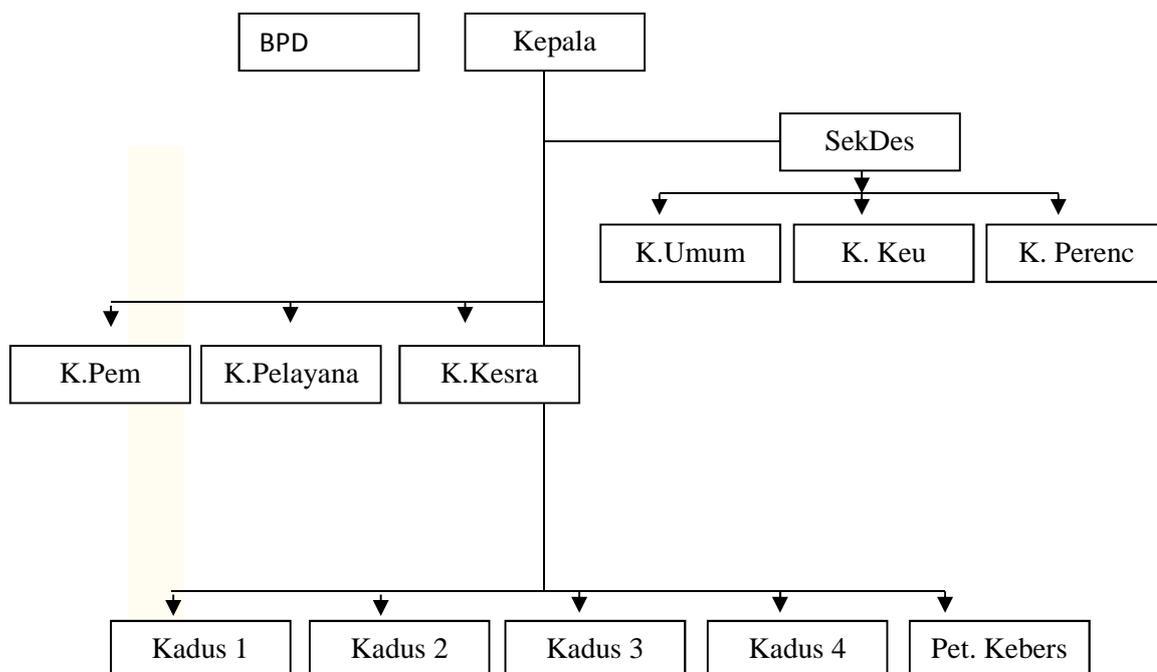 BPD
Kepala
SekDes
K.Umum
K. Keu
K. Perenc
K.Pem
K.Pelayana
K.Kesra
Kadus 1
Kadus 2
Kadus 3
Kadus 4
Pet. Kebers